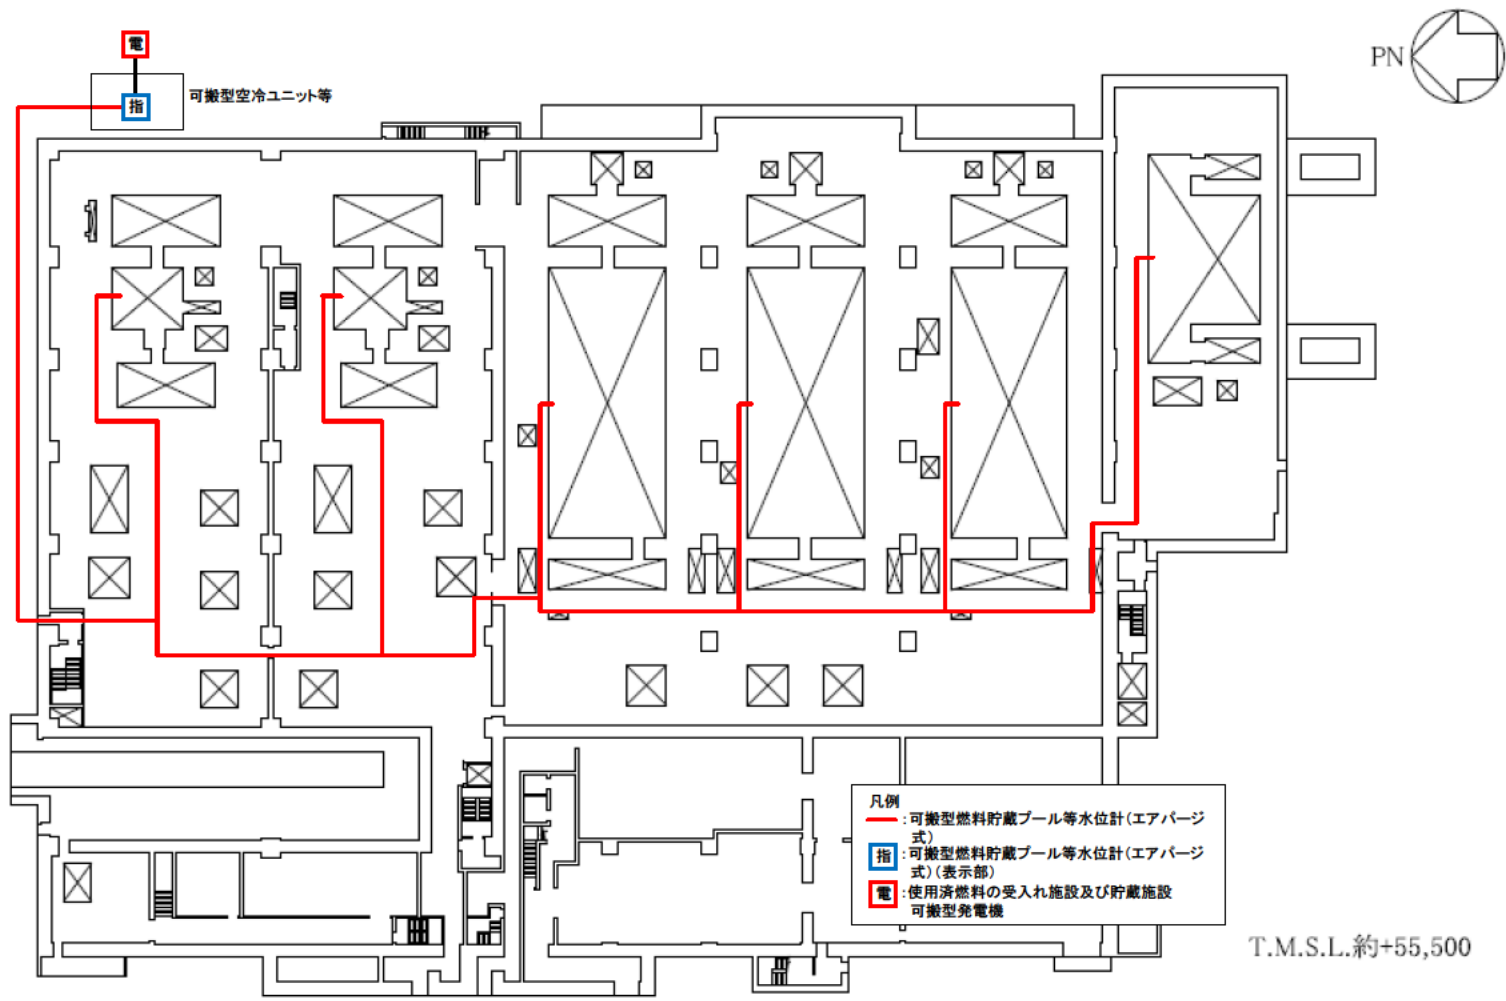 電
指
可搬型空冷ユニット等
PN
凡例
:可搬型燃料貯蔵プール等水位計(エアパージ
式)
指:可搬型燃料貯蔵プール等水位計(エアパージ
式)(表示部)
電:使用済燃料の受入れ施設及び貯蔵施設
可搬型発電機
T.M.S.L.約+55,500